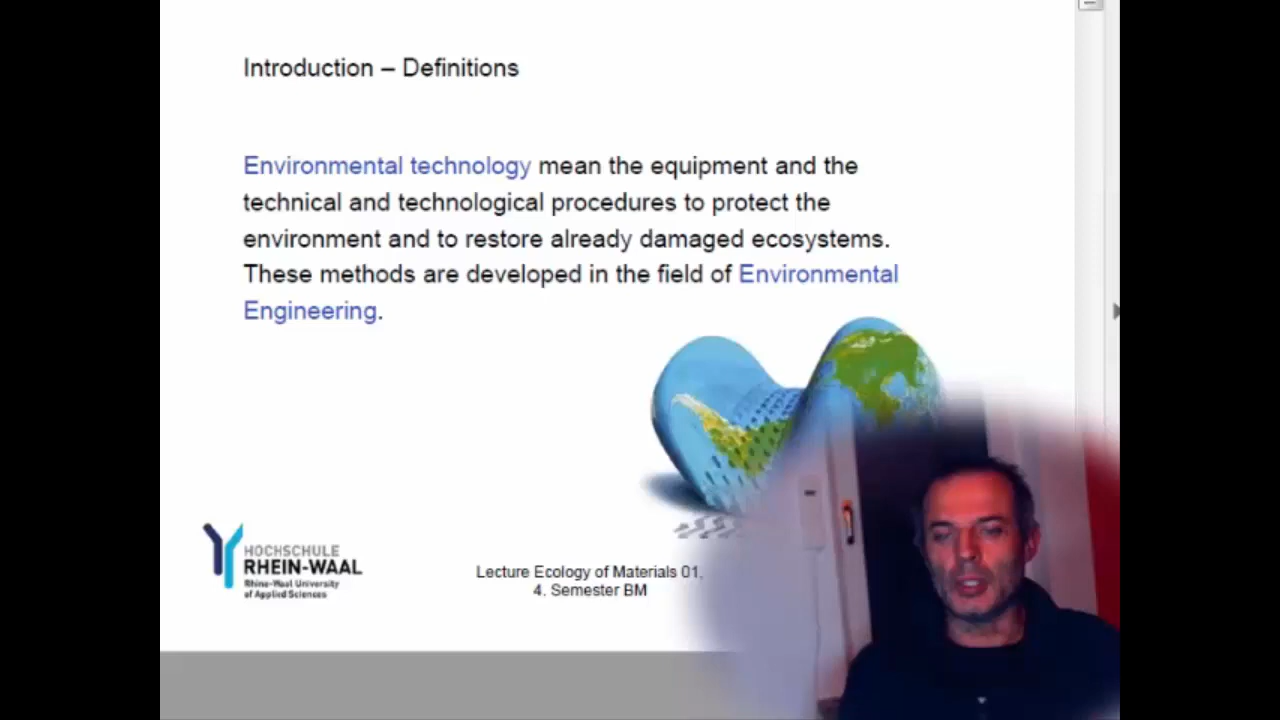 Introduction – Definitions
Environmental technology mean the equipment and the
technical and technological procedures to protect the
environment and to restore already damaged ecosystems.
These methods are developed in the field of Environmental
Engineering.
HOCHSCHULE
RHEIN-WAAL
Rhine-Waal University
of Applied Sciences
Lecture Ecology of Materials 01,
4. Semester BM